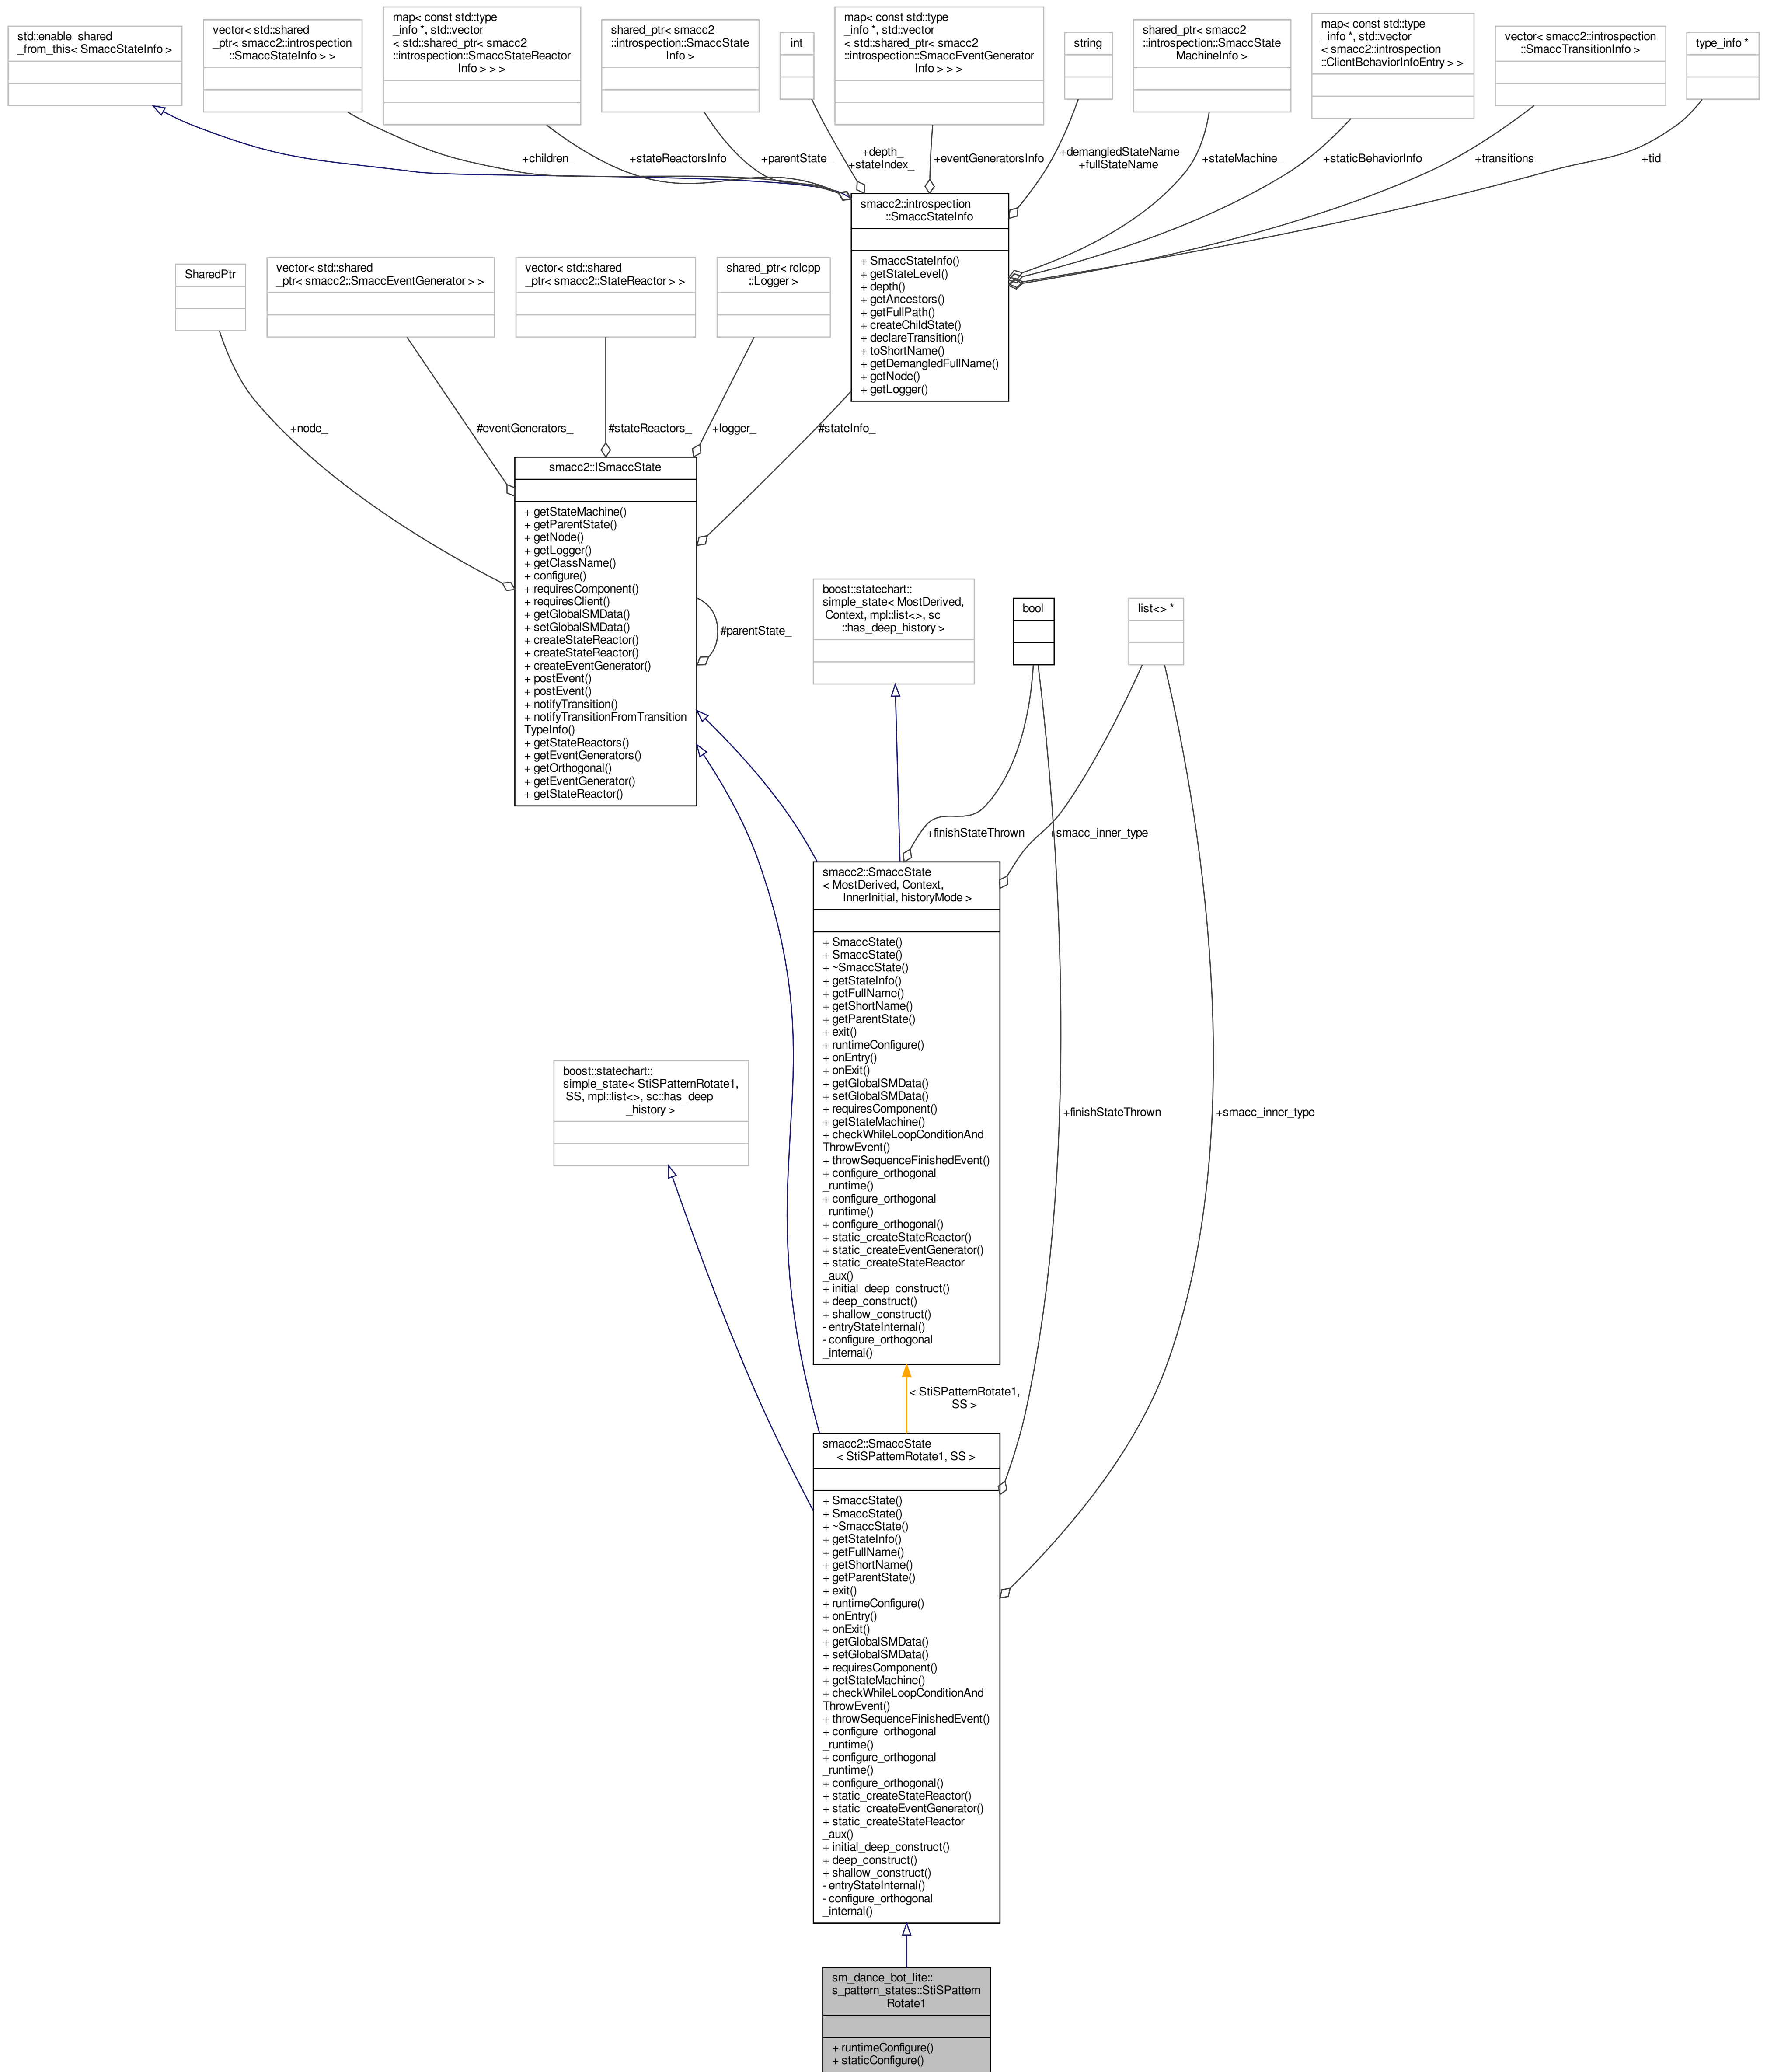 std::enable_shared
_from_this< SmaccStateInfo >
vector< std::shared
_ptr< smacc2::introspection
::SmaccStateInfo > >
map< const std::type
_info *, std::vector
< std::shared_ptr< smacc2
::introspection::SmaccStateReactor
Info > > >
shared_ptr< smacc2
::introspection::SmaccState
Info >
int
map< const std::type
_info *, std::vector
< std::shared_ptr< smacc2
::introspection::SmaccEventGenerator
Info > > >
string
shared_ptr< smacc2
::introspection::SmaccState
MachineInfo >
map< const std::type
_info *, std::vector
< smacc2::introspection
::ClientBehaviorInfoEntry > >
vector< smacc2::introspection
::SmaccTransitionInfo >
type_info *
+children_
+stateReactorsInfo
+parentState_
+depth_
+stateIndex_
+eventGeneratorsInfo
+demangledStateName
+fullStateName
+stateMachine_
+staticBehaviorInfo
+transitions_
+tid_
smacc2::introspection
::SmaccStateInfo
+ SmaccStateInfo()
+ getStateLevel()
+ depth()
+ getAncestors()
+ getFullPath()
+ createChildState()
+ declareTransition()
+ toShortName()
+ getDemangledFullName()
+ getNode()
+ getLogger()
SharedPtr
vector< std::shared
_ptr< smacc2::SmaccEventGenerator > >
vector< std::shared
_ptr< smacc2::StateReactor > >
shared_ptr< rclcpp
::Logger >
+node_
#eventGenerators_
#stateReactors_
+logger_
#stateInfo_
smacc2::ISmaccState
+ getStateMachine()
+ getParentState()
+ getNode()
+ getLogger()
+ getClassName()
+ configure()
+ requiresComponent()
+ requiresClient()
+ getGlobalSMData()
+ setGlobalSMData()
+ createStateReactor()
+ createStateReactor()
+ createEventGenerator()
+ postEvent()
+ postEvent()
+ notifyTransition()
+ notifyTransitionFromTransition
TypeInfo()
+ getStateReactors()
+ getEventGenerators()
+ getOrthogonal()
+ getEventGenerator()
+ getStateReactor()
#parentState_
boost::statechart::
simple_state< MostDerived,
Context, mpl::list<>, sc
::has_deep_history >
bool
list<> *
+finishStateThrown
+smacc_inner_type
smacc2::SmaccState
< MostDerived, Context,
InnerInitial, historyMode >
+ SmaccState()
+ SmaccState()
+ ~SmaccState()
+ getStateInfo()
+ getFullName()
+ getShortName()
+ getParentState()
+ exit()
+ runtimeConfigure()
+ onEntry()
+ onExit()
+ getGlobalSMData()
+ setGlobalSMData()
+ requiresComponent()
+ getStateMachine()
+ checkWhileLoopConditionAnd
ThrowEvent()
+ throwSequenceFinishedEvent()
+ configure_orthogonal
_runtime()
+ configure_orthogonal
_runtime()
+ configure_orthogonal()
+ static_createStateReactor()
+ static_createEventGenerator()
+ static_createStateReactor
_aux()
+ initial_deep_construct()
+ deep_construct()
+ shallow_construct()
- entryStateInternal()
- configure_orthogonal
_internal()
boost::statechart::
simple_state< StiSPatternRotate1,
SS, mpl::list<>, sc::has_deep
_history >
+finishStateThrown
+smacc_inner_type
< StiSPatternRotate1,
SS >
smacc2::SmaccState
< StiSPatternRotate1, SS >
+ SmaccState()
+ SmaccState()
+ ~SmaccState()
+ getStateInfo()
+ getFullName()
+ getShortName()
+ getParentState()
+ exit()
+ runtimeConfigure()
+ onEntry()
+ onExit()
+ getGlobalSMData()
+ setGlobalSMData()
+ requiresComponent()
+ getStateMachine()
+ checkWhileLoopConditionAnd
ThrowEvent()
+ throwSequenceFinishedEvent()
+ configure_orthogonal
_runtime()
+ configure_orthogonal
_runtime()
+ configure_orthogonal()
+ static_createStateReactor()
+ static_createEventGenerator()
+ static_createStateReactor
_aux()
+ initial_deep_construct()
+ deep_construct()
+ shallow_construct()
- entryStateInternal()
- configure_orthogonal
_internal()
sm_dance_bot_lite::
s_pattern_states::StiSPattern
Rotate1
+ runtimeConfigure()
+ staticConfigure()